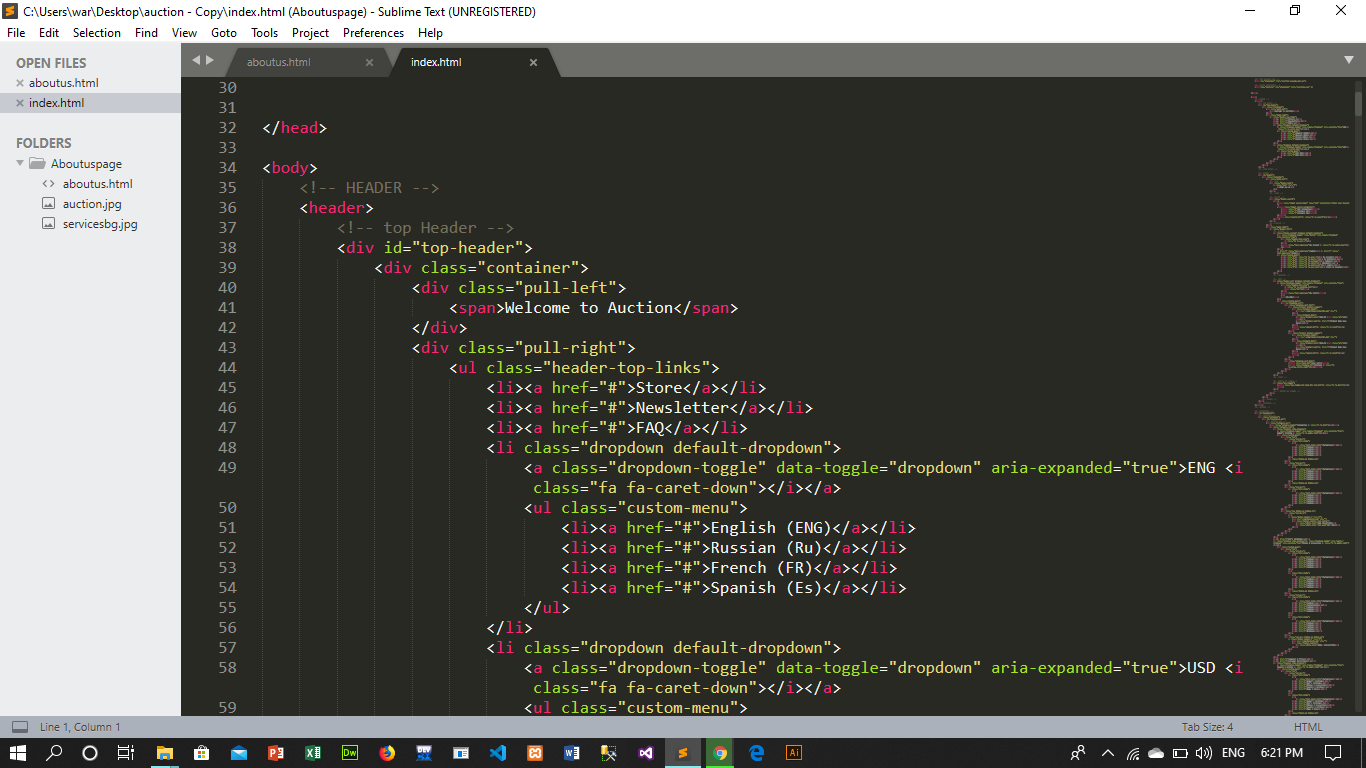 C:\Users\war\Desktop\auction - Copy\index.html (Aboutuspage) - Sublime Text (UNREGISTERED)
File Edit Selection Find View Goto Tools Project Preferences Help
OPEN FILES
aboutus.html
index.html
FOLDERS
Aboutuspage
aboutus.html
auction.jpg
servicesbg.jpg
aboutus.html
index.html
30
31
32 </head>
33
34 <body>
35 <!-- HEADER -->
36 <header>
37 <!-- top Header -->
38 <div id="top-header">
39 <div class="container">
40 <div class="pull-left">
41 <span>Welcome to Auction</span>
42 </div>
43 <div class="pull-right">
44 <ul class="header-top-links">
45 <li><a href="#">Store</a></li>
46 <li><a href="#">Newsletter</a></li>
47 <li><a href="#">FAQ</a></li>
48 <li class="dropdown default-dropdown">
49 <a class="dropdown-toggle" data-toggle="dropdown" aria-expanded="true">ENG <i
class="fa fa-caret-down"></i></a>
50 <ul class="custom-menu">
51 <li><a href="#">English (ENG)</a></li>
52 <li><a href="#">Russian (Ru)</a></li>
53 <li><a href="#">French (FR)</a></li>
54 <li><a href="#">Spanish (Es)</a></li>
55 </ul>
56 </li>
57 <li class="dropdown default-dropdown">
58 <a class="dropdown-toggle" data-toggle="dropdown" aria-expanded="true">USD <i
class="fa fa-caret-down"></i></a>
59 <ul class="custom-menu">
Line 1, Column 1
Tab Size: 4
HTML
Dw
Ai
ENG
6:21 PM